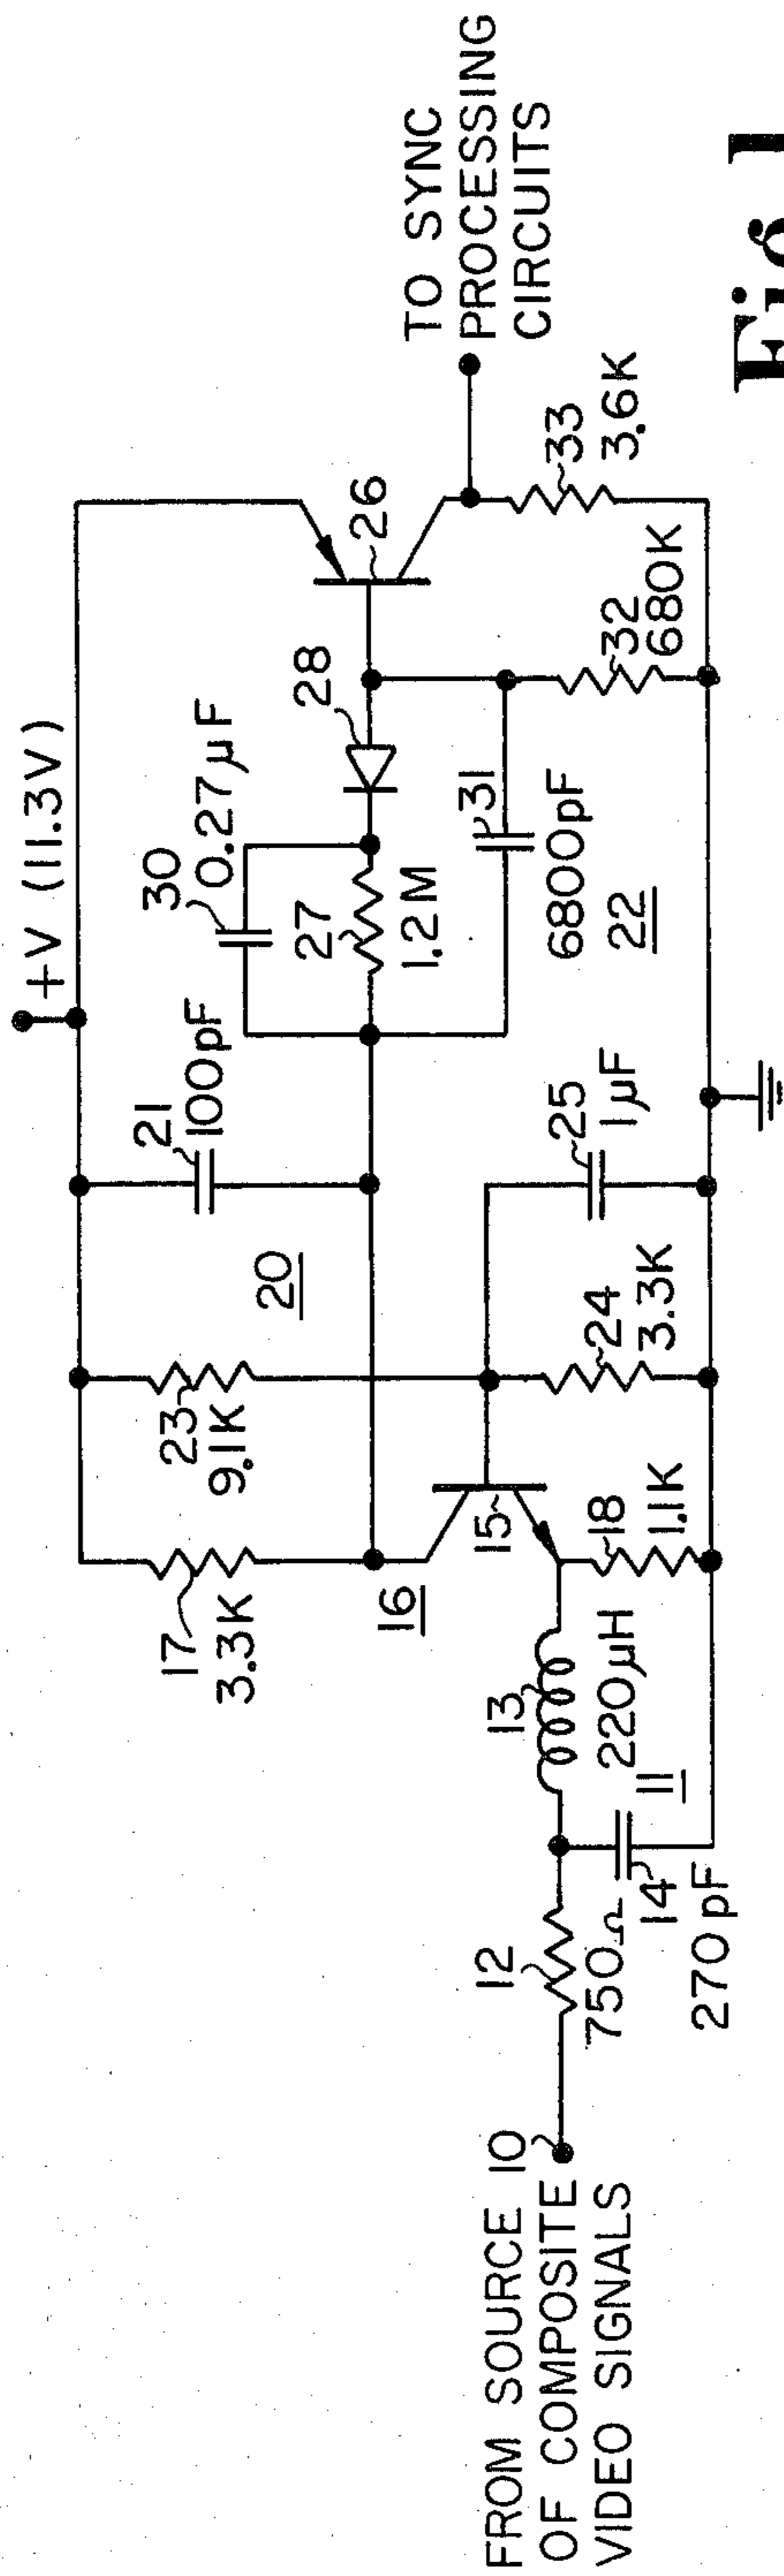 +V (11.3V)
17
3.3K
23
9.1K
20
21
100pF
30
0.27µF
27
1.2M
28
26
TO SYNC
PROCESSING
CIRCUITS
16
15
31
6800pF
22
FROM SOURCE
OF COMPOSITE
VIDEO SIGNALS
10
12
750Ω
13
220µH
11
14
270pF
18
1.1K
24
3.3K
25
1µF
32
680K
33
3.6K
Fig. 1